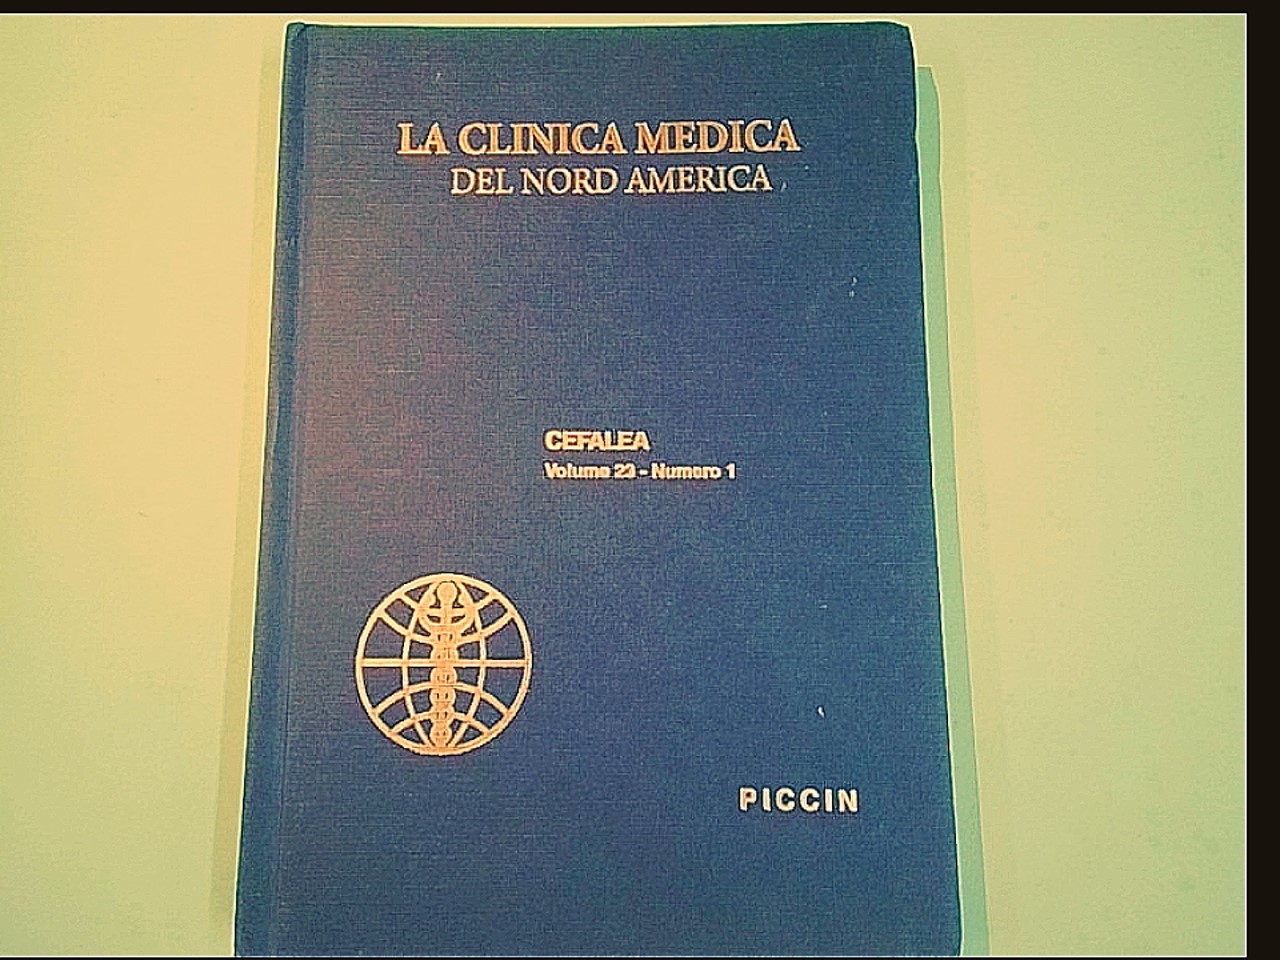 LA CLINICA MEDICA
DEL NORD AMERICA
CEFALEA
Volume 23 - Numero 1
PICCIN